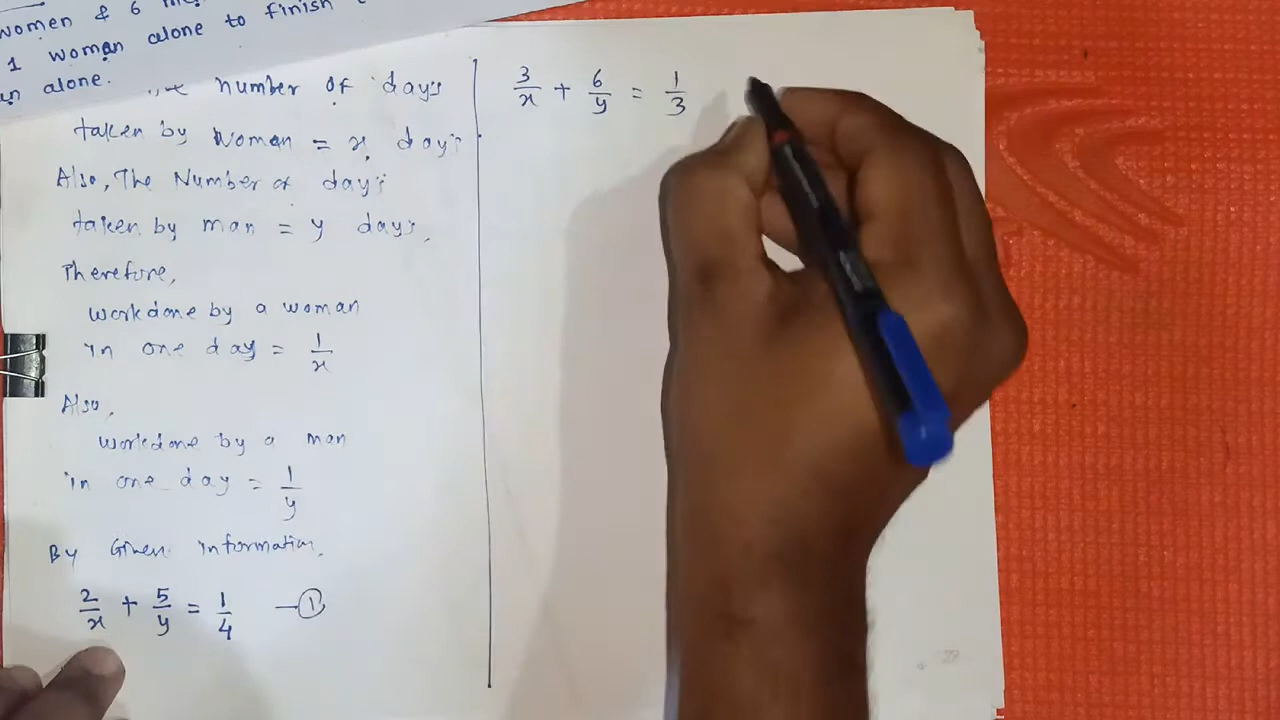 women & 6
1 woman alone to finish
alone.
number of days
taken by Woman = x days
Also, The Number of days
taken by man = y days,
Therefore,
workdone by a woman
in one day = 1/x
Also,
workdone by a man
in one day = 1/y
By Given information,
2/x + 5/y = 1/4 —①
3/x + 6/y = 1/3